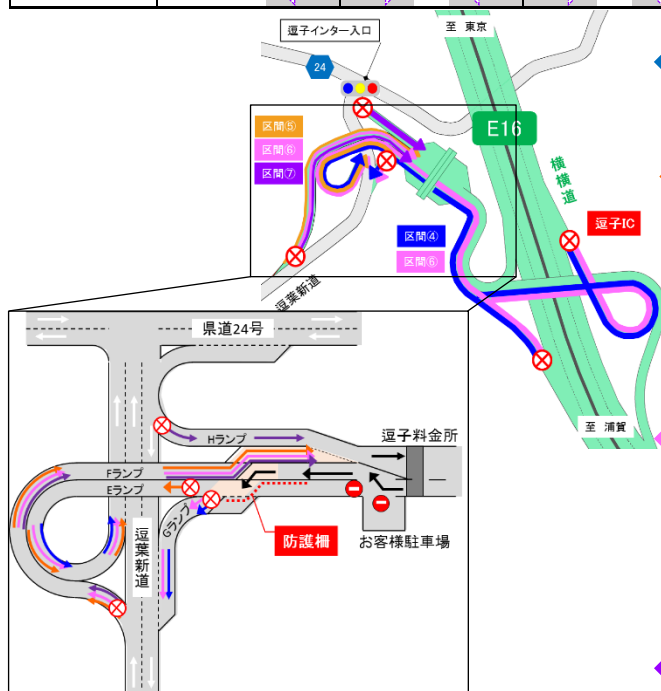 逗子インター入口
至 東京
24
E16
区間⑤
区間⑥
区間⑦
横横道
逗子IC
区間④
区間⑥
逗葉新道
至 浦賀
県道24号
Hランプ
逗子料金所
Fランプ
Eランプ
Gランプ
逗葉新道
防護柵
お客様駐車場